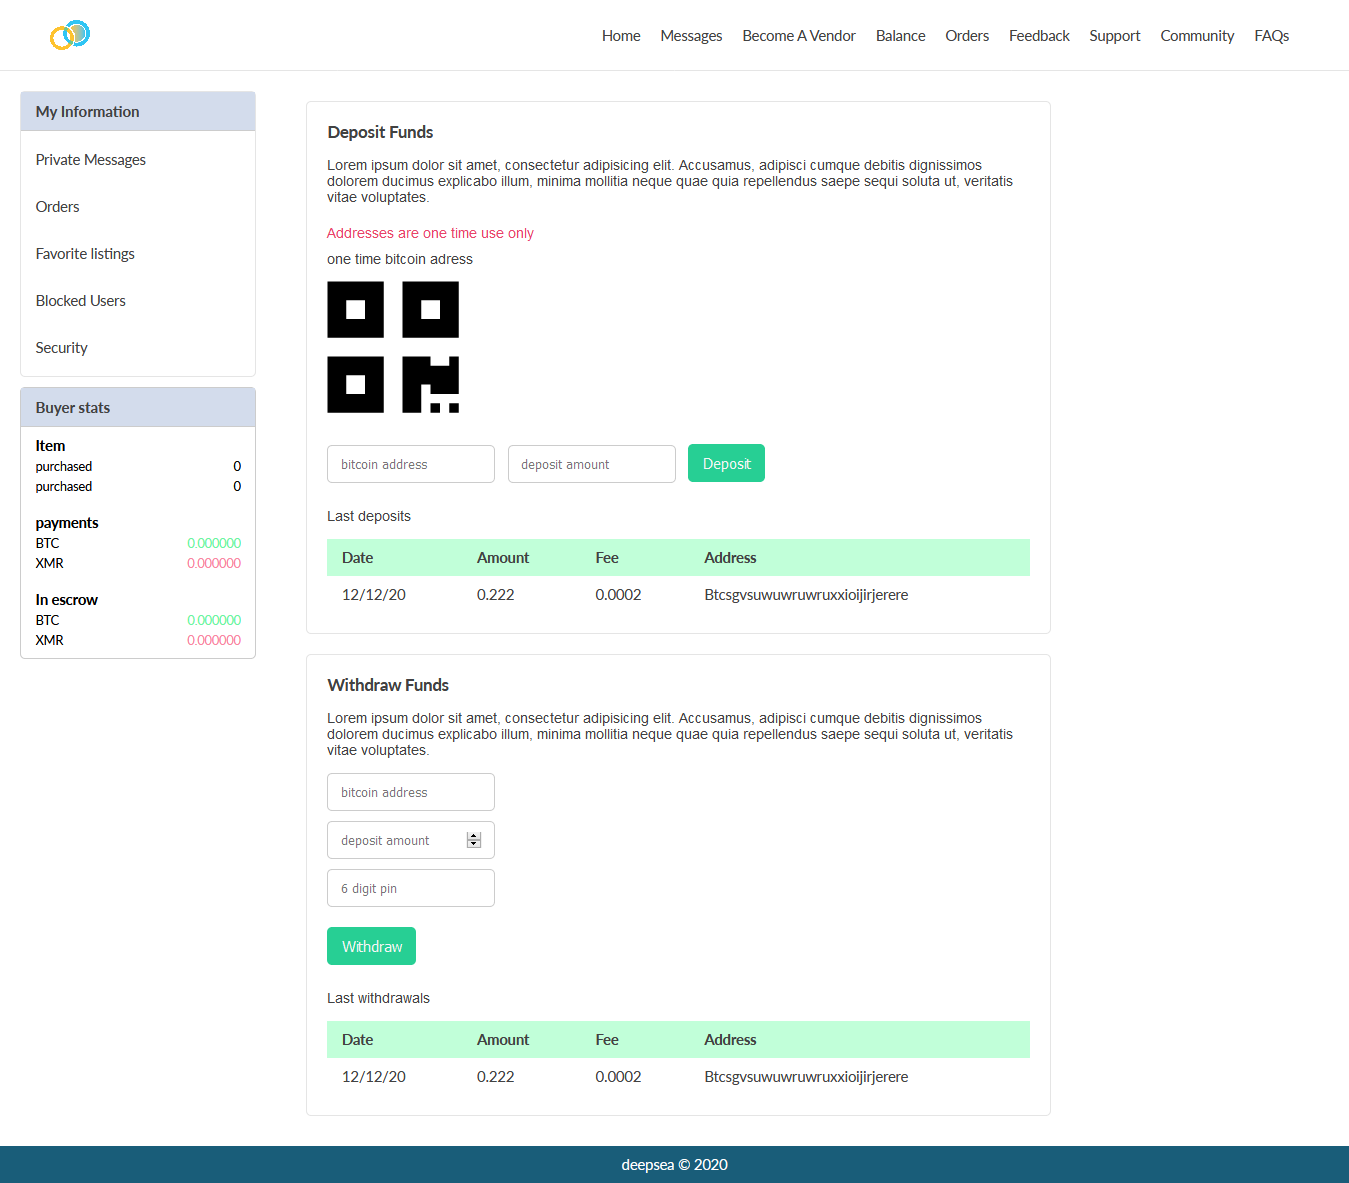 Home Messages Become A Vendor Balance Orders Feedback Support Community FAQs
My Information
Private Messages
Orders
Favorite listings
Blocked Users
Security
Buyer stats
Item
purchased 0
purchased 0
payments
BTC 0.000000
XMR 0.000000
In escrow
BTC 0.000000
XMR 0.000000
Deposit Funds
Lorem ipsum dolor sit amet, consectetur adipisicing elit. Accusamus, adipisci cumque debitis dignissimos
dolorem ducimus explicabo illum, minima mollitia neque quae quia repellendus saepe sequi soluta ut, veritatis
vitae voluptates.
Addresses are one time use only
one time bitcoin adress
bitcoin address deposit amount Deposit
Last deposits
Date Amount Fee Address
12/12/20 0.222 0.0002 Btcsgvsuwuwruwruxxioijirjerere
Withdraw Funds
Lorem ipsum dolor sit amet, consectetur adipisicing elit. Accusamus, adipisci cumque debitis dignissimos
dolorem ducimus explicabo illum, minima mollitia neque quae quia repellendus saepe sequi soluta ut, veritatis
vitae voluptates.
bitcoin address
deposit amount
6 digit pin
Withdraw
Last withdrawals
Date Amount Fee Address
12/12/20 0.222 0.0002 Btcsgvsuwuwruwruxxioijirjerere
deepsea © 2020